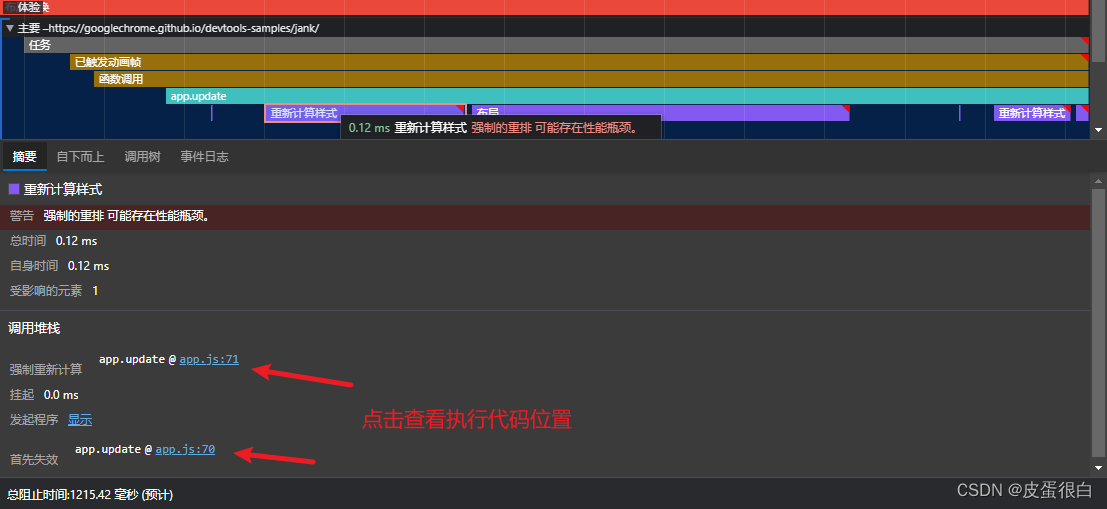 体验
主要 –https://googlechrome.github.io/devtools-samples/jank/
任务
已触发动画帧
函数调用
app.update
重新计算样式
布局
重新计算样式
0.12 ms 重新计算样式 强制的重排 可能存在性能瓶颈。
摘要 自下而上 调用树 事件日志
重新计算样式
警告 强制的重排 可能存在性能瓶颈。
总时间 0.12 ms
自身时间 0.12 ms
受影响的元素 1
调用堆栈
强制重新计算 app.update @ app.js:71
挂起 0.0 ms
点击查看执行代码位置
发起程序 显示
首先失效 app.update @ app.js:70
总阻止时间:1215.42 毫秒 (预计)
CSDN @皮蛋很白